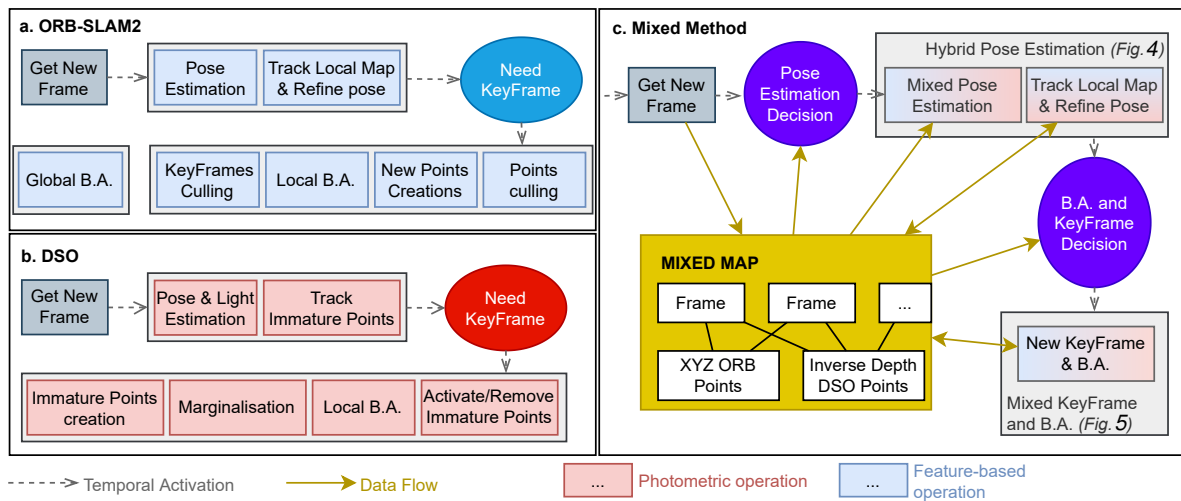 a. ORB-SLAM2
Get New
Frame
Pose
Estimation
Track Local Map
& Refine pose
Need
KeyFrame
Global B.A.
KeyFrames
Culling
Local B.A.
New Points
Creations
Points
culling
b. DSO
Get New
Frame
Pose & Light
Estimation
Track
Immature Points
Need
KeyFrame
Immature Points
creation
Marginalisation
Local B.A.
Activate/Remove
Immature Points
c. Mixed Method
Get New
Frame
Pose
Estimation
Decision
Hybrid Pose Estimation (Fig. 4)
Mixed Pose
Estimation
Track Local Map
& Refine Pose
B.A. and
KeyFrame
Decision
MIXED MAP
Frame
Frame
...
XYZ ORB
Points
Inverse Depth
DSO Points
New KeyFrame
& B.A.
Mixed KeyFrame
and B.A. (Fig. 5)
Temporal Activation
Data Flow
...
Photometric operation
...
Feature-based
operation